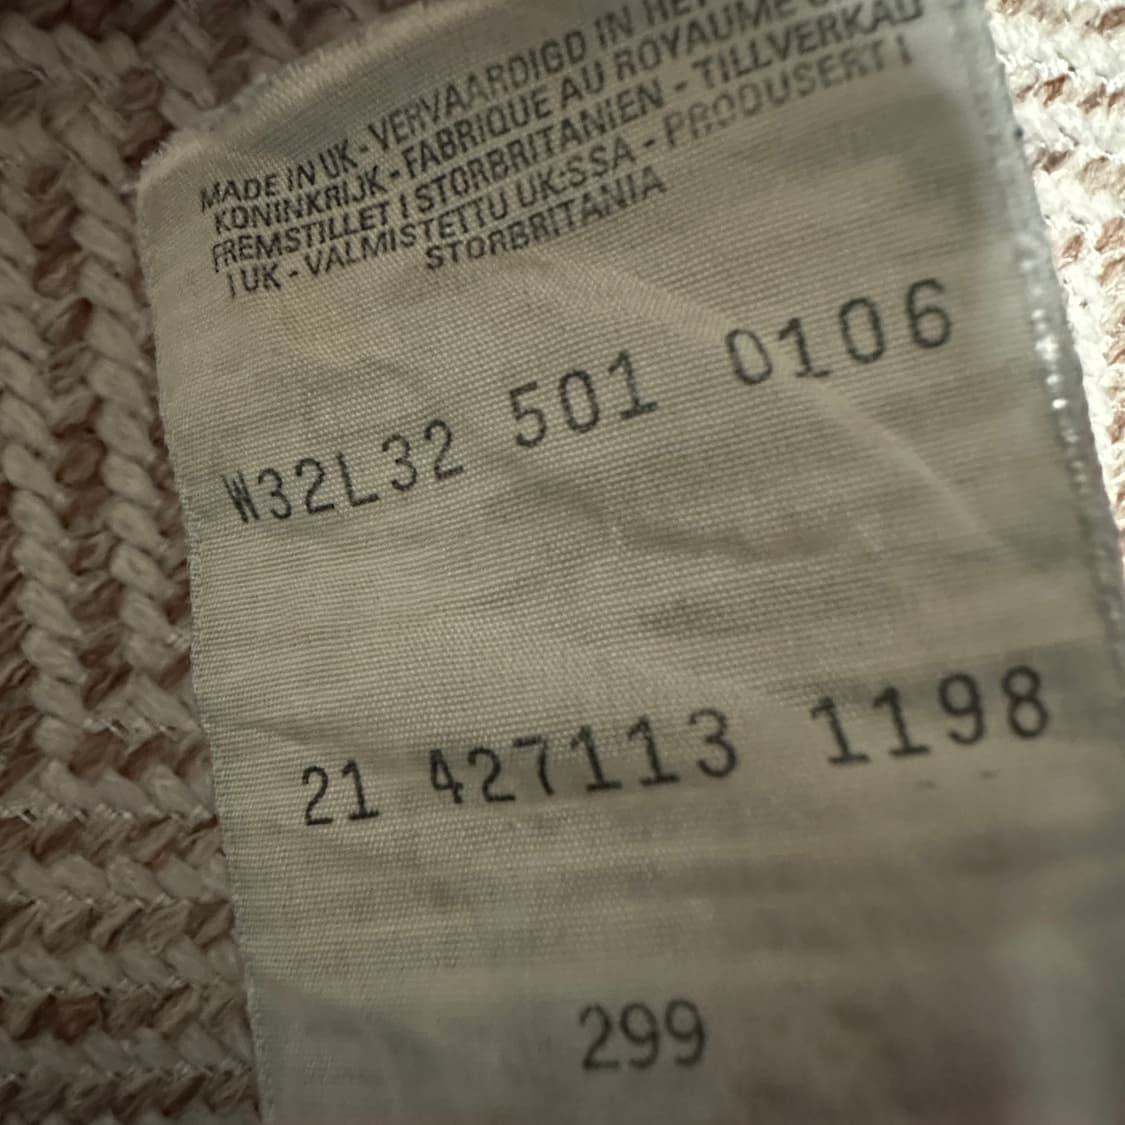 MADE IN UK - VERVAARDIGD IN HET
KONINKRIJK - FABRIQUE AU ROYAUME
FREMSTILLET I STORBRITANIEN - TILLVERKAD
I UK - VALMISTETTU UK:SSA - PRODUSERT I
STORBRITANIA
W32L32 501 0106
21 427113 1198
299